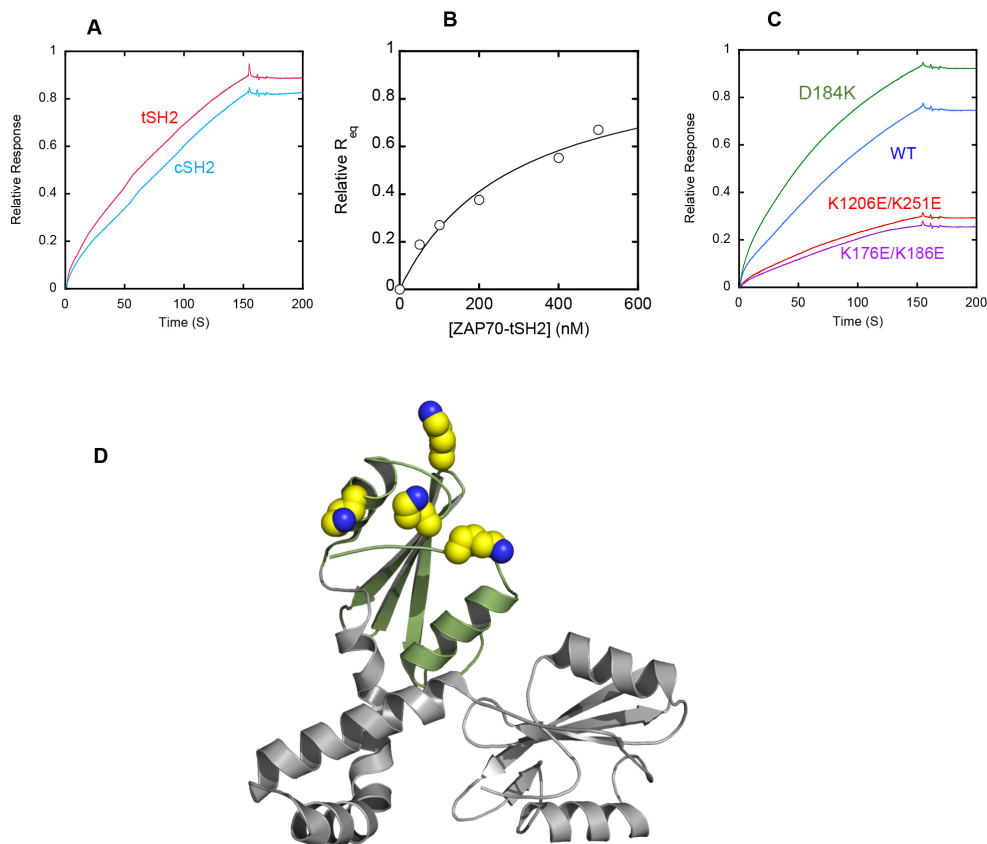 A
1
0.8
0.6
0.4
0.2
0
0 50 100 150 200
Relative Response
Time (S)
tSH2
cSH2
B
1
0.8
0.6
0.4
0.2
0
0 200 400 600
Relative Req
[ZAP70-tSH2] (nM)
C
1
0.8
0.6
0.4
0.2
0
0 50 100 150 200
Relative Response
Time (S)
D184K
WT
K1206E/K251E
K176E/K186E
D